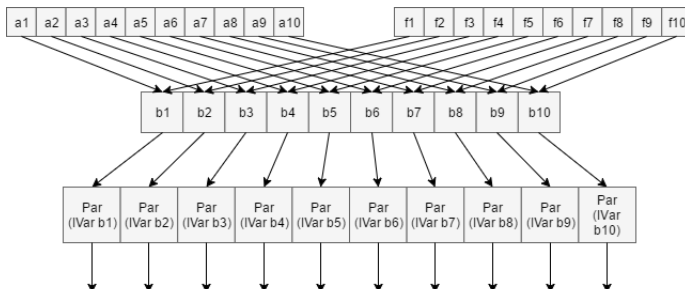 a1 a2 a3 a4 a5 a6 a7 a8 a9 a10 f1 f2 f3 f4 f5 f6 f7 f8 f9 f10
b1 b2 b3 b4 b5 b6 b7 b8 b9 b10
Par
(IVar b1)
Par
(IVar b2)
Par
(IVar b3)
Par
(IVar b4)
Par
(IVar b5)
Par
(IVar b6)
Par
(IVar b7)
Par
(IVar b8)
Par
(IVar b9)
Par
(IVar
b10)